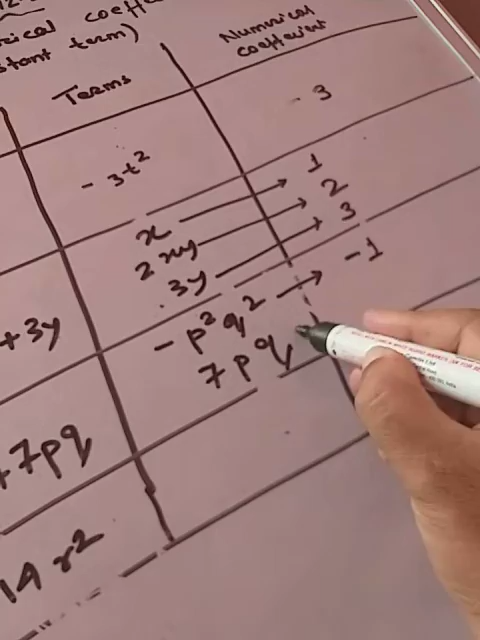 coeff
Numerical
coefficient
stant term)
Terms
- 3t²
- 3
x → 1
2xy → 2
3y → 3
+ 3y
- p²q² → -1
7pq
+7pq
14r²